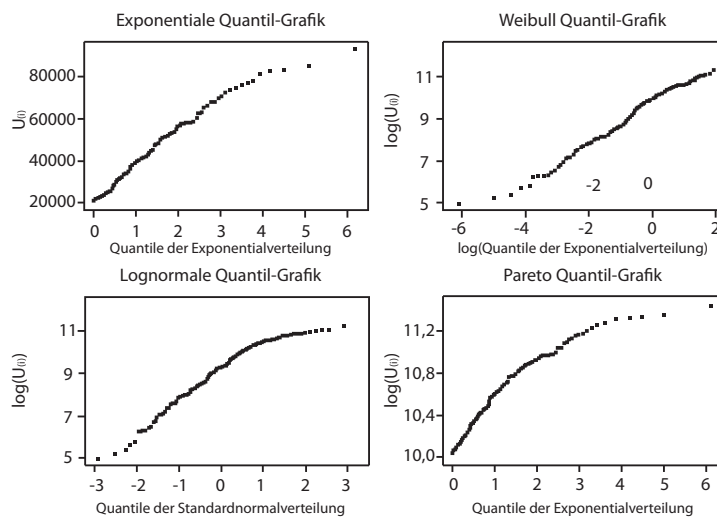 Exponentiale Quantil-Grafik
80000
60000
40000
20000
U(i)
0 1 2 3 4 5 6
Quantile der Exponentialverteilung
Weibull Quantil-Grafik
11
9
7
5
log(U(i))
-2 0
-6 -4 -2 0 2
log(Quantile der Exponentialverteilung)
Lognormale Quantil-Grafik
11
9
7
5
log(U(i))
-3 -2 -1 0 1 2 3
Quantile der Standardnormalverteilung
Pareto Quantil-Grafik
11,2
10,8
10,4
10,0
log(U(i))
0 1 2 3 4 5 6
Quantile der Exponentialverteilung